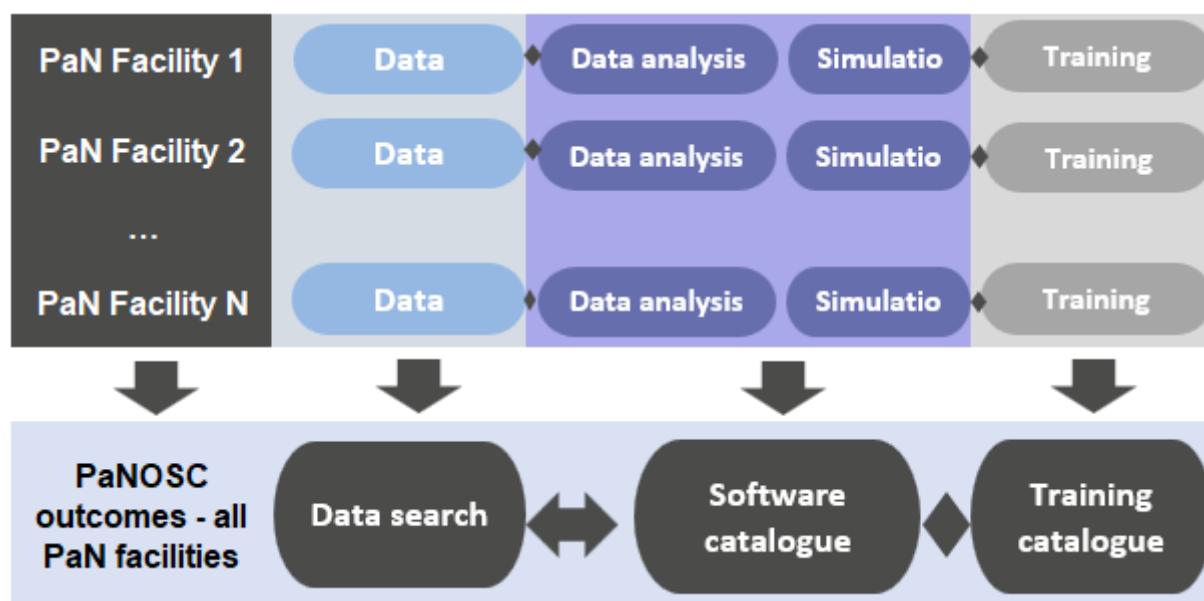 PaN Facility 1 Data Data analysis Simulatio Training
PaN Facility 2 Data Data analysis Simulatio Training
...
PaN Facility N Data Data analysis Simulatio Training
PaNOSC
outcomes - all
PaN facilities
Data search
Software
catalogue
Training
catalogue